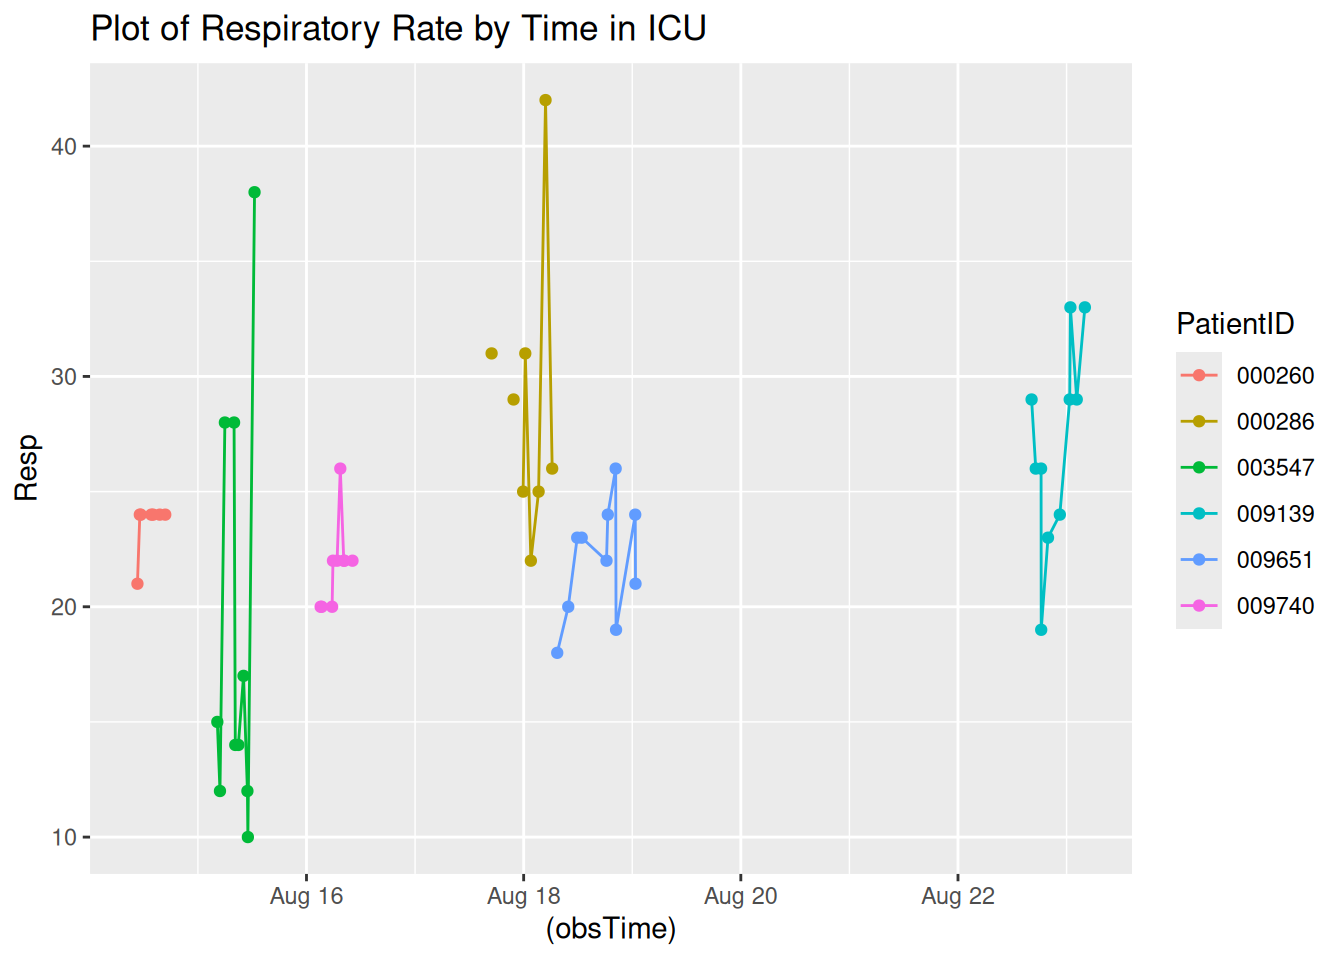 Plot of Respiratory Rate by Time in ICU
Resp
40
30
20
10
Aug 16
Aug 18
Aug 20
Aug 22
(obsTime)
PatientID
000260
000286
003547
009139
009651
009740